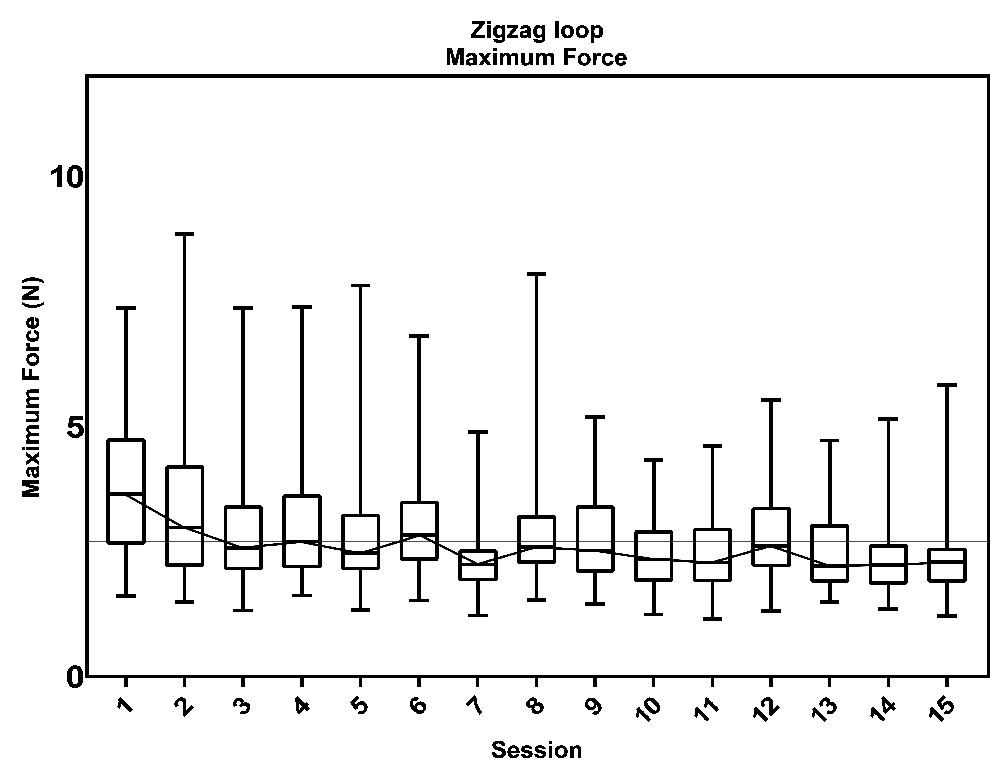 Zigzag loop
Maximum Force
Maximum Force (N)
10
5
0
1 2 3 4 5 6 7 8 9 10 11 12 13 14 15
Session